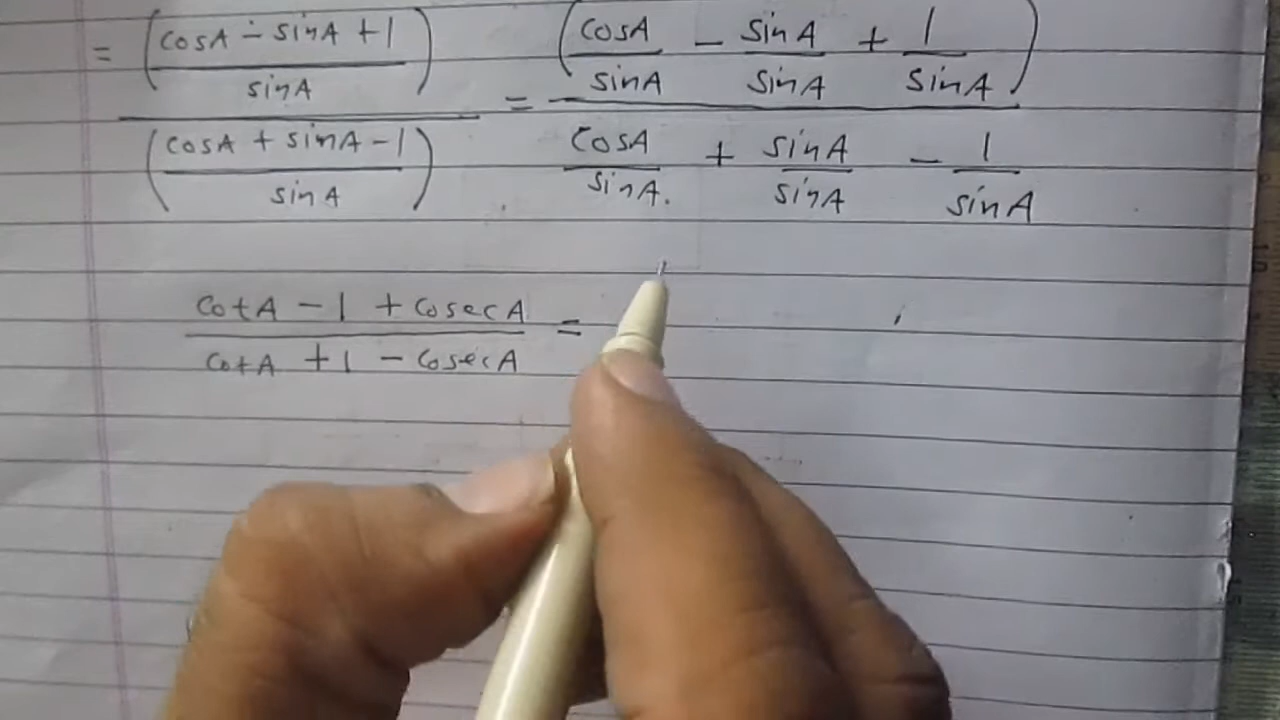 = (cosA - sinA + 1 / sinA) / (cosA + sinA - 1 / sinA) = (cosA / sinA - sinA / sinA + 1 / sinA) / cosA / sinA. + sinA / sinA - 1 / sinA
cotA - 1 + cosecA / cotA + 1 - cosecA =